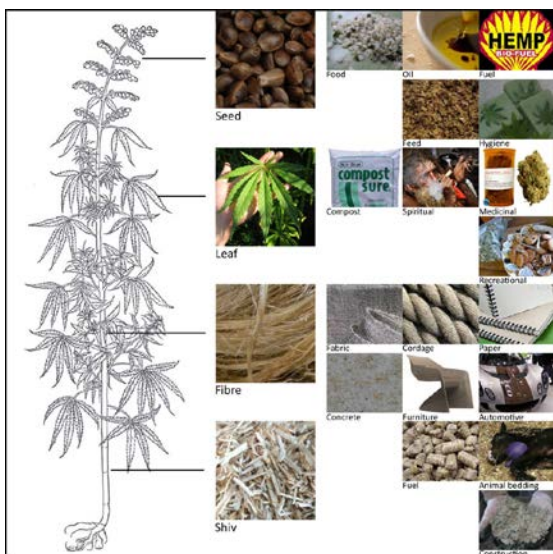 Seed
Food
Oil
HEMP
BIO-FUEL
Fuel
Feed
Hygiene
Leaf
compost
sure
Compost
Spiritual
Medicinal
Recreational
Fibre
Fabric
Cordage
Paper
Concrete
Furniture
Automotive
Shiv
Fuel
Animal bedding
Construction